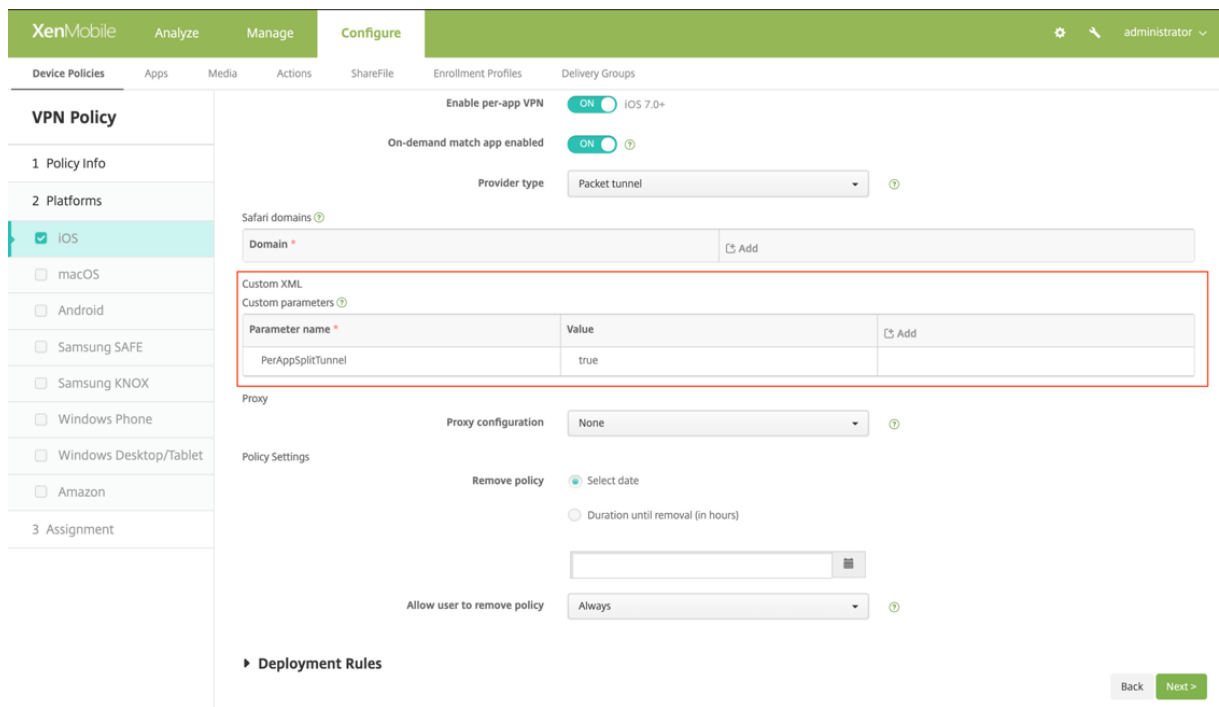 XenMobile Analyze Manage Configure administrator
Device Policies Apps Media Actions ShareFile Enrollment Profiles Delivery Groups
VPN Policy
1 Policy Info
2 Platforms
iOS
macOS
Android
Samsung SAFE
Samsung KNOX
Windows Phone
Windows Desktop/Tablet
Amazon
3 Assignment
Enable per-app VPN ON iOS 7.0+
On-demand match app enabled ON ?
Provider type Packet tunnel ?
Safari domains ?
Domain * Add
Custom XML
Custom parameters ?
Parameter name * Value Add
PerAppSplitTunnel true
Proxy
Proxy configuration None ?
Policy Settings
Remove policy Select date
Duration until removal (in hours)
Allow user to remove policy Always ?
Deployment Rules
Back Next >